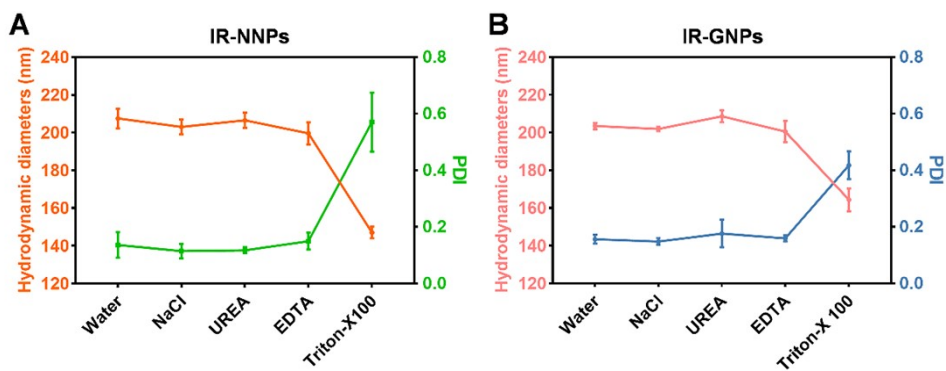 A
IR-NNPs
Hydrodynamic diameters (nm)
240
220
200
180
160
140
120
0.8
0.6
0.4
0.2
0.0
PDI
Water
NaCl
UREA
EDTA
Triton-X100
B
IR-GNPs
Hydrodynamic diameters (nm)
240
220
200
180
160
140
120
0.8
0.6
0.4
0.2
0.0
PDI
Water
NaCl
UREA
EDTA
Triton-X 100